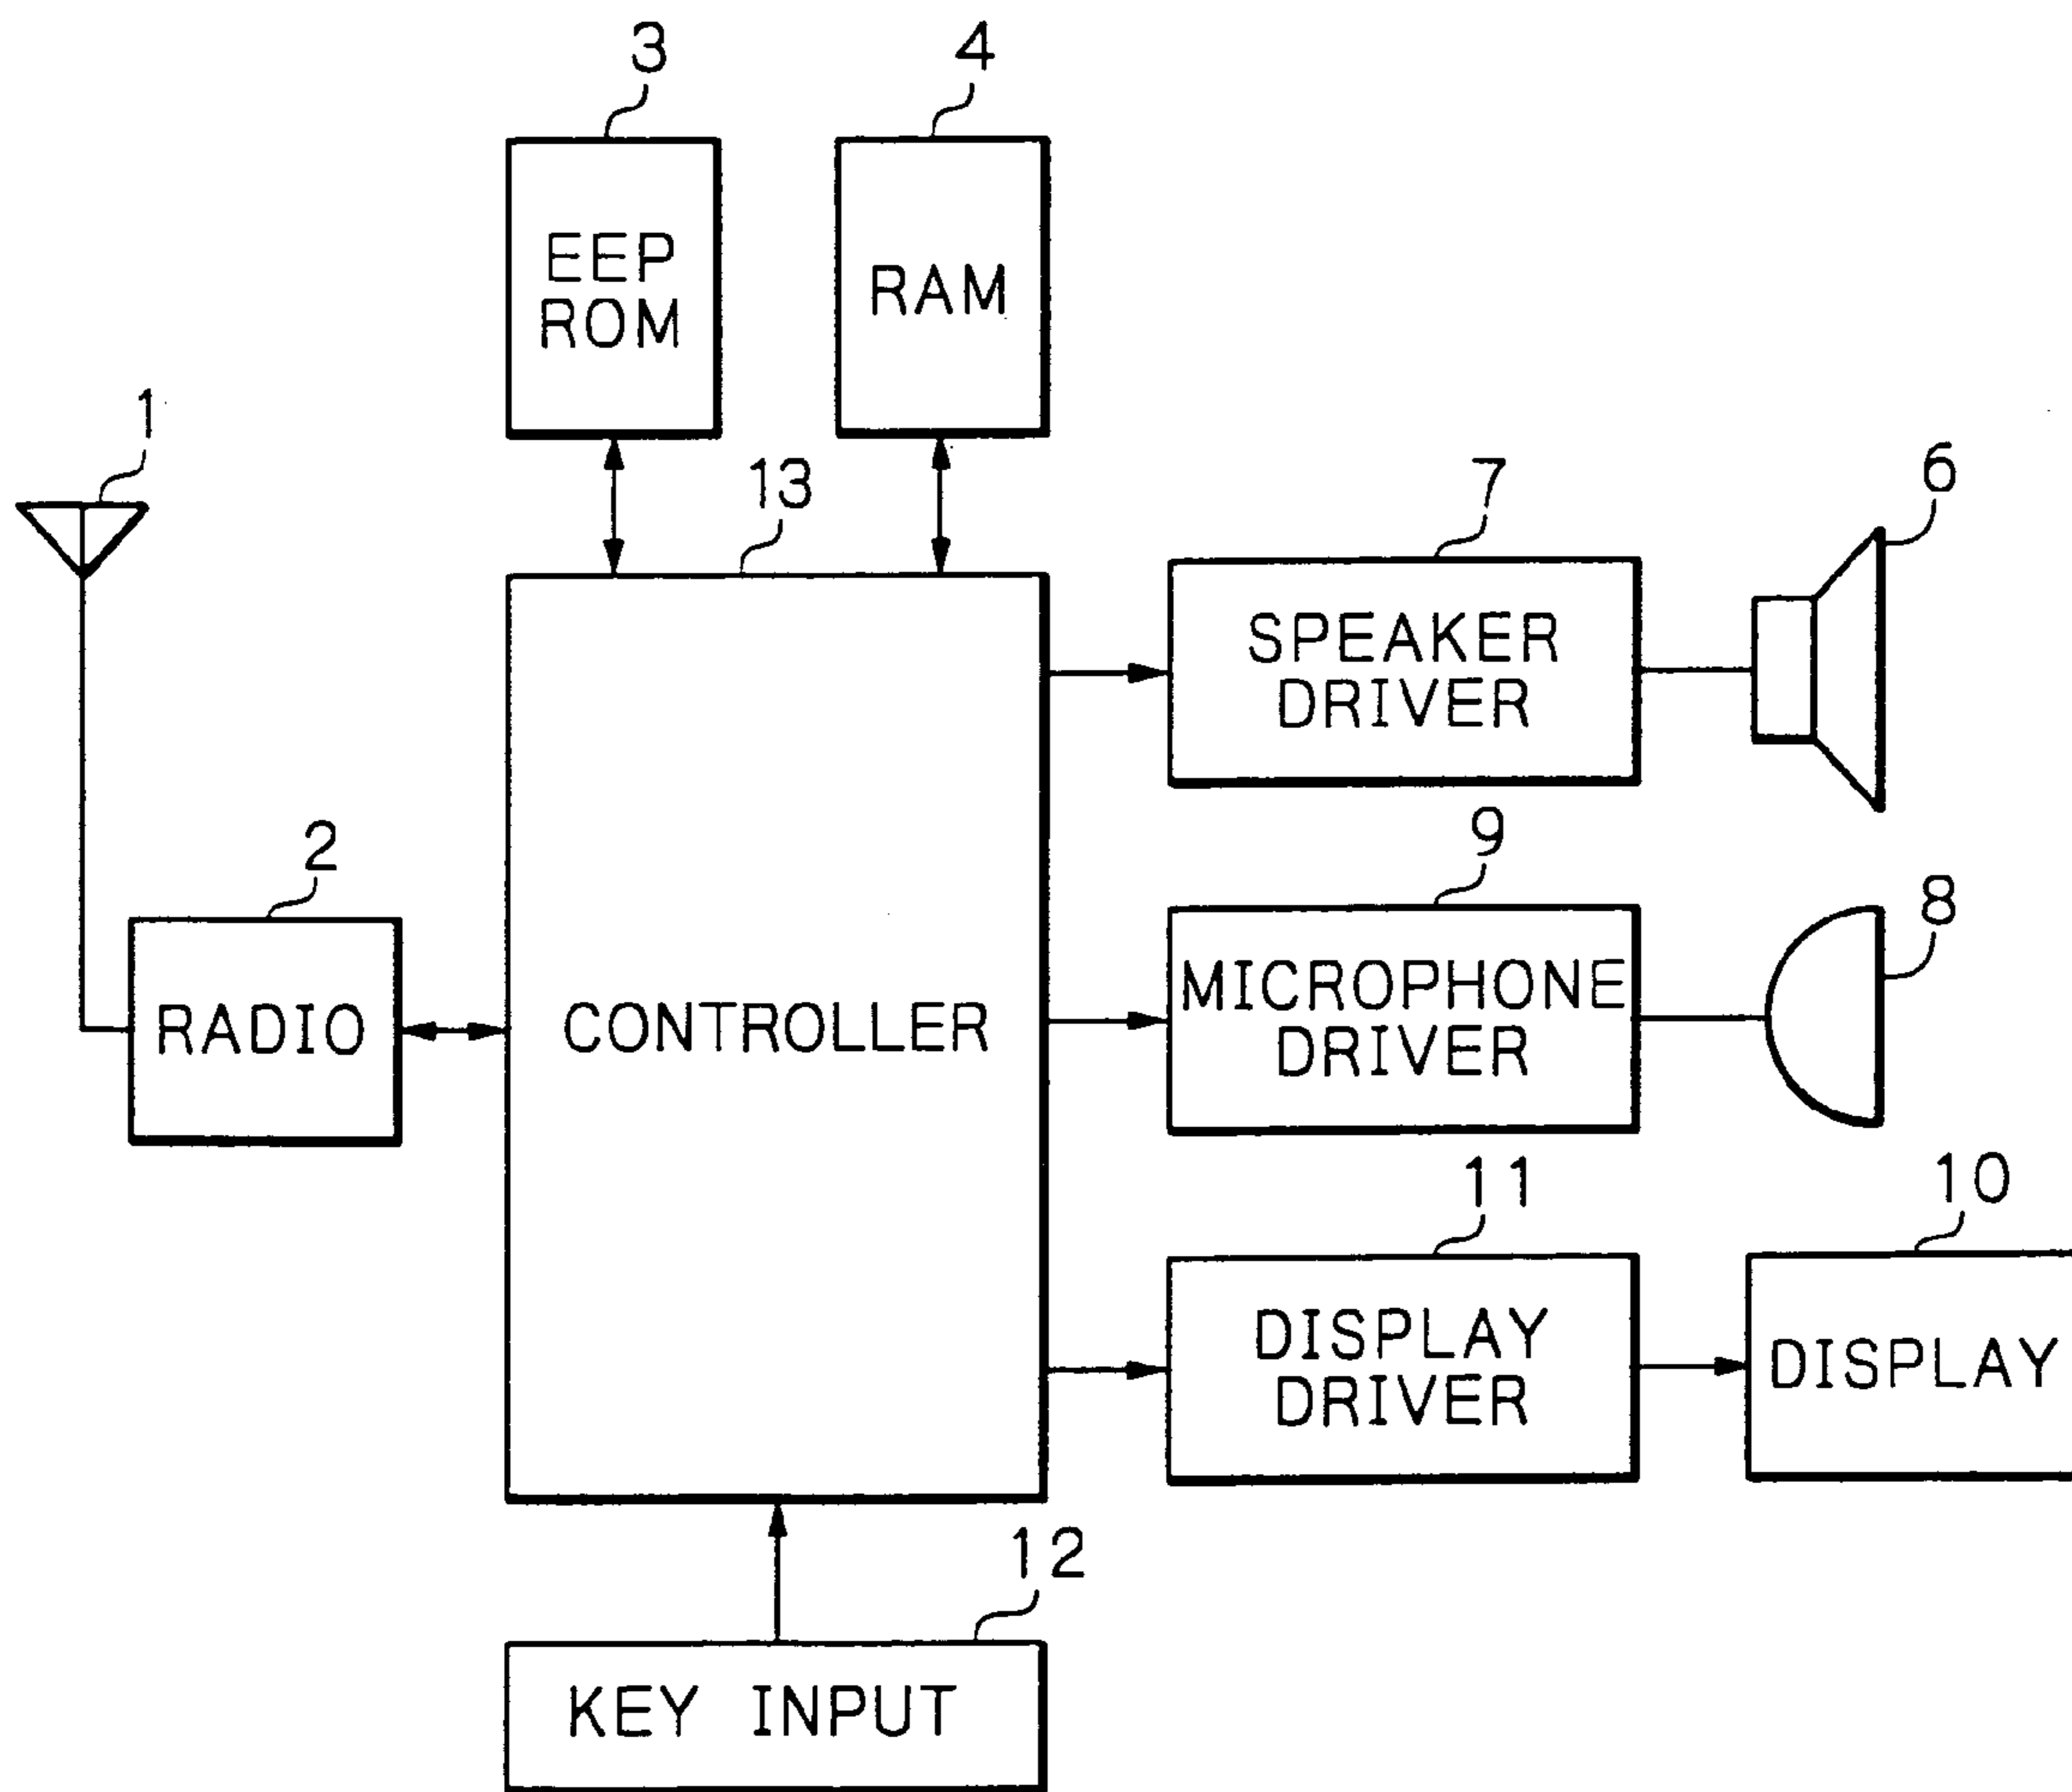 3
4
EEP
ROM
RAM
1
13
7
6
SPEAKER
DRIVER
2
9
8
RADIO
CONTROLLER
MICROPHONE
DRIVER
11
10
DISPLAY
DRIVER
DISPLAY
12
KEY INPUT